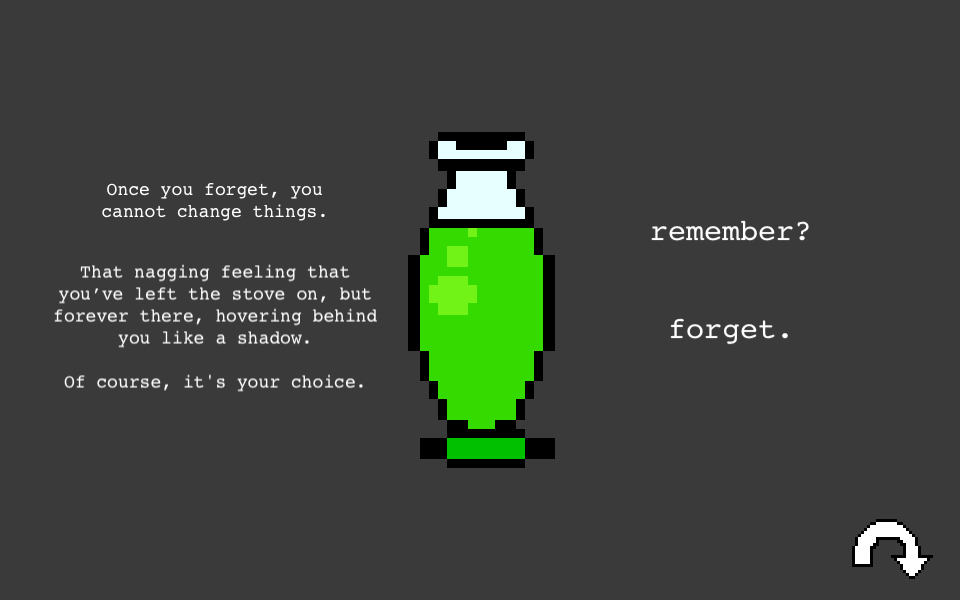 Once you forget, you
cannot change things.
That nagging feeling that
you’ve left the stove on, but
forever there, hovering behind
you like a shadow.
Of course, it's your choice.
remember?
forget.